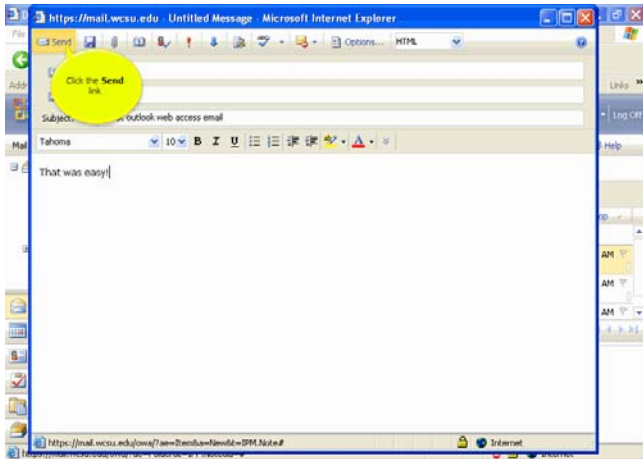 https://mail.wcsu.edu - Untitled Message - Microsoft Internet Explorer
Send
Options... HTML
Click the Send
link
Links
Addr
Subject: outlook web access email
Log Off
Tahoma 10 B I U A
Help
Mail
That was easy!
AM
AM
AM
https://mail.wcsu.edu/owa/?ae=Item&a=New&t=IPM.Note#
Internet